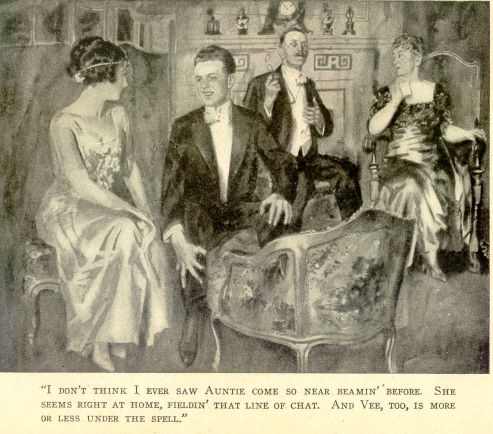 "I DON'T THINK I EVER SAW AUNTIE COME SO NEAR BEAMIN' BEFORE. SHE
SEEMS RIGHT AT HOME, FIELDIN' THAT LINE OF CHAT. AND VEE, TOO, IS MORE
OR LESS UNDER THE SPELL."